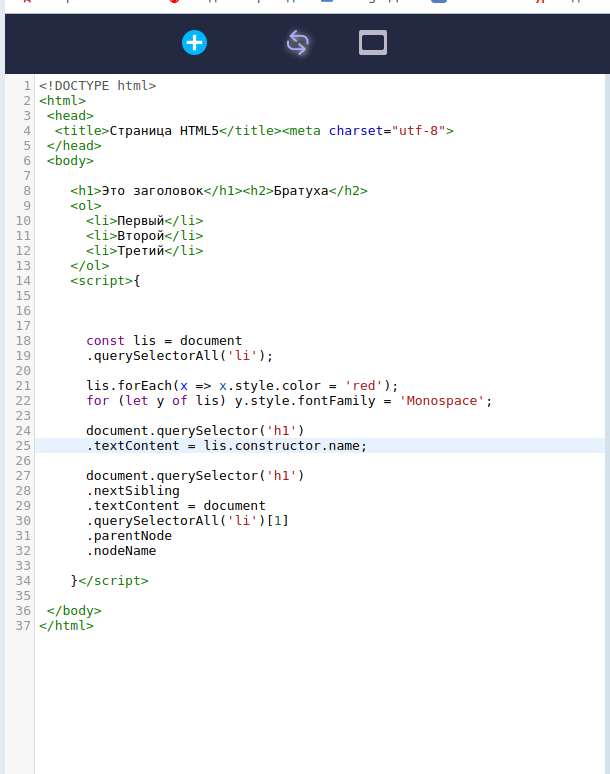 1 <!DOCTYPE html>
2 <html>
3 <head>
4 <title>Страница HTML5</title><meta charset="utf-8">
5 </head>
6 <body>
7
8 <h1>Это заголовок</h1><h2>Братуха</h2>
9 <ol>
10 <li>Первый</li>
11 <li>Второй</li>
12 <li>Третий</li>
13 </ol>
14 <script>{
15
16
17
18 const lis = document
19 .querySelectorAll('li');
20
21 lis.forEach(x => x.style.color = 'red');
22 for (let y of lis) y.style.fontFamily = 'Monospace';
23
24 document.querySelector('h1')
25 .textContent = lis.constructor.name;
26
27 document.querySelector('h1')
28 .nextSibling
29 .textContent = document
30 .querySelectorAll('li')[1]
31 .parentNode
32 .nodeName
33
34 }</script>
35
36 </body>
37 </html>